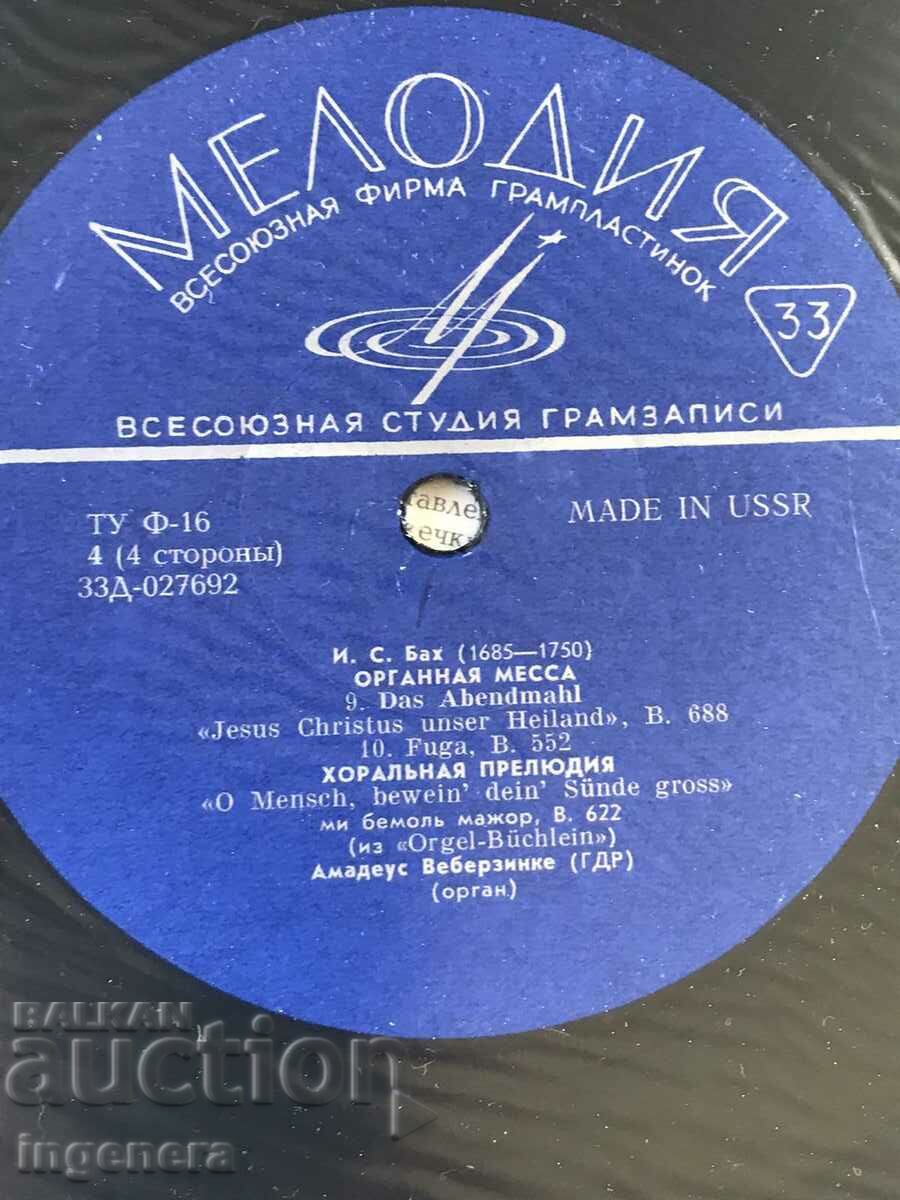 МЕЛОДИЯ
ВСЕСОЮЗНАЯ ФИРМА ГРАМПЛАСТИНОК
33
ВСЕСОЮЗНАЯ СТУДИЯ ГРАМЗАПИСИ
ТУ Ф-16
4 (4 стороны)
33Д-027692
тавле
ечк
MADE IN USSR
И. С. Бах (1685—1750)
ОРГАННАЯ МЕССА
9. Das Abendmahl
«Jesus Christus unser Heiland», B. 688
10. Fuga, B. 552
ХОРАЛЬНАЯ ПРЕЛЮДИЯ
«O Mensch, bewein' dein' Sünde gross»
ми бемоль мажор, B. 622
(из «Orgel-Büchlein»)
Амадеус Веберзинке (ГДР)
(орган)
BALKAN
auction
ingenera